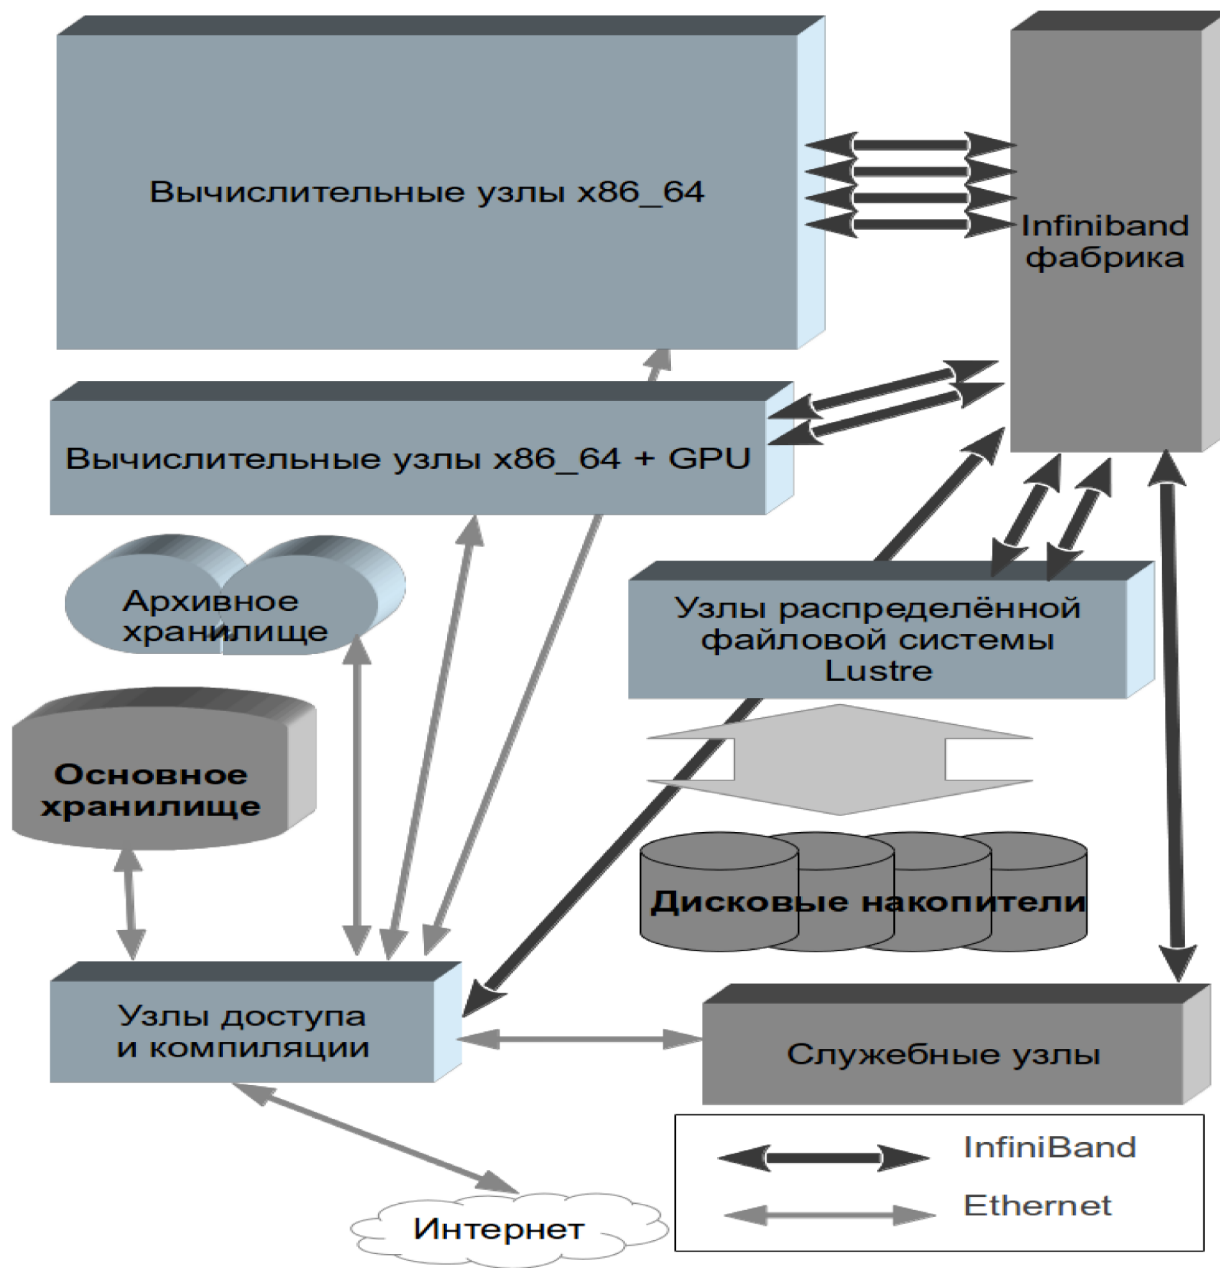 Вычислительные узлы x86_64
Infiniband
фабрика
Вычислительные узлы x86_64 + GPU
Архивное
хранилище
Узлы распределённой
файловой системы
Lustre
Основное
хранилище
Дисковые накопители
Узлы доступа
и компиляции
Служебные узлы
InfiniBand
Ethernet
Интернет